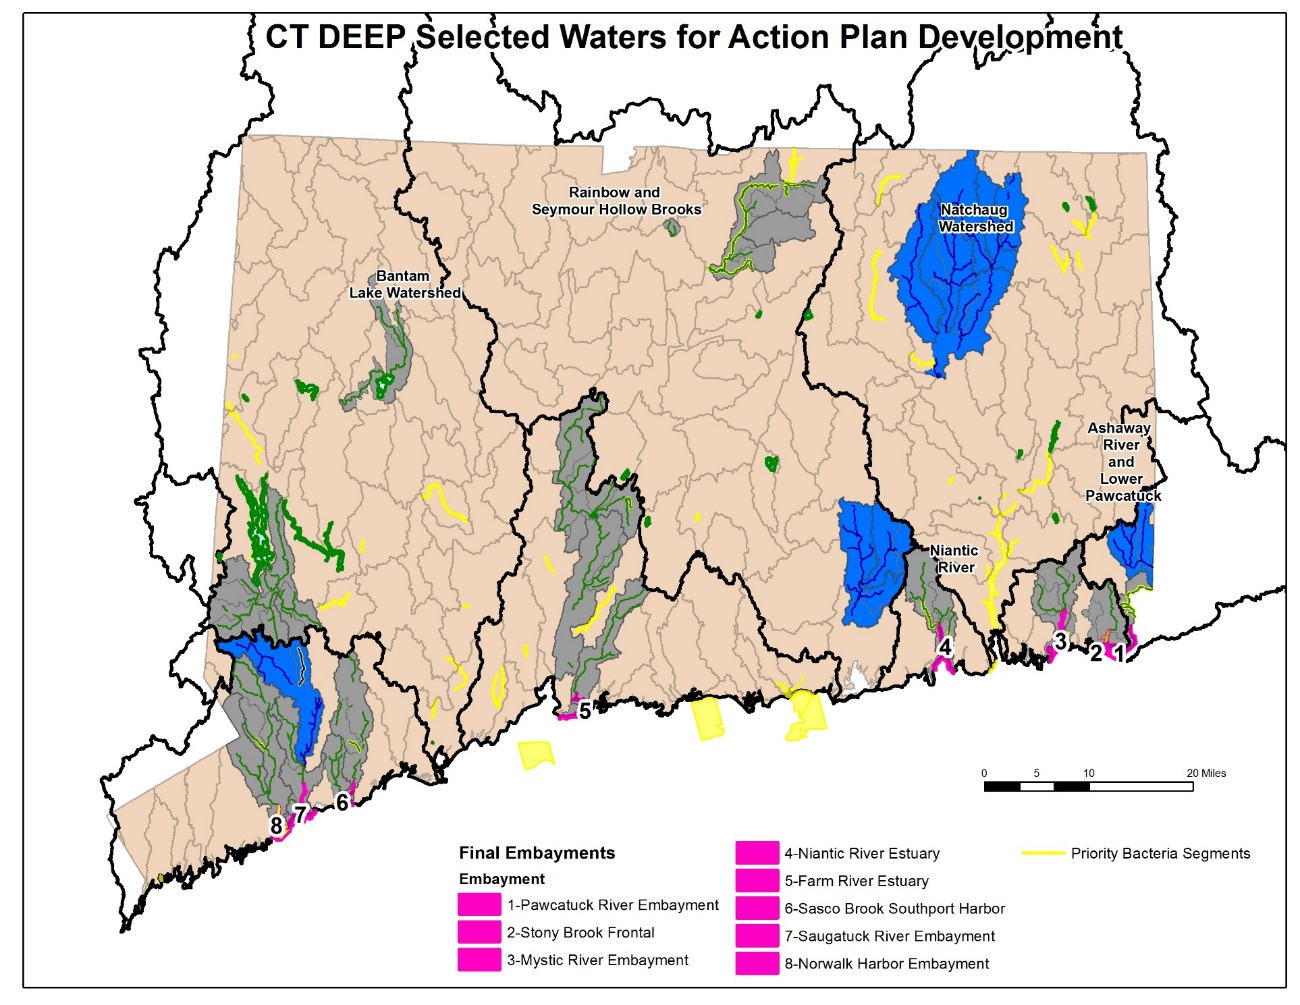 CT DEEP Selected Waters for Action Plan Development
Rainbow and
Seymour Hollow Brooks
Natchaug
Watershed
Bantam
Lake Watershed
Ashaway
River
and
Lower
Pawcatuck
Niantic
River
4
3
2
1
5
6
7
8
0
5
10
20 Miles
Final Embayments
Embayment
1-Pawcatuck River Embayment
2-Stony Brook Frontal
3-Mystic River Embayment
4-Niantic River Estuary
5-Farm River Estuary
6-Sasco Brook Southport Harbor
7-Saugatuck River Embayment
8-Norwalk Harbor Embayment
Priority Bacteria Segments